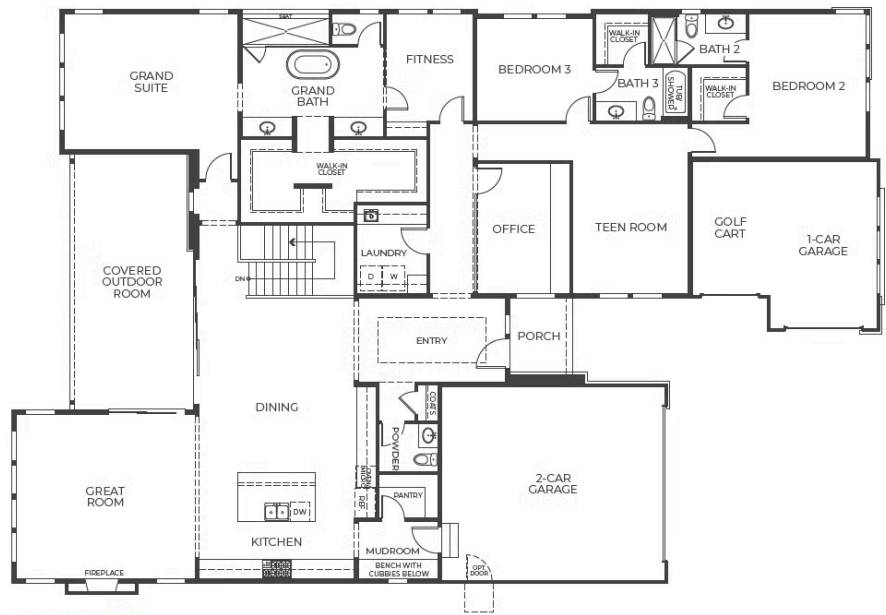 SEAT
GRAND
SUITE
GRAND
BATH
FITNESS
BEDROOM 3
WALK-IN
CLOSET
BATH 2
BATH 3
TUB/
SHOWER
WALK-IN
CLOSET
BEDROOM 2
WALK-IN
CLOSET
COVERED
OUTDOOR
ROOM
DN
LAUNDRY
D
W
OFFICE
TEEN ROOM
GOLF
CART
1-CAR
GARAGE
ENTRY
PORCH
DINING
COATS
POWDER
OVEN/
MICRO
REF.
PANTRY
GREAT
ROOM
DW
KITCHEN
MUDROOM
BENCH WITH
CUBBIES BELOW
2-CAR
GARAGE
OPT.
DOOR
FIREPLACE